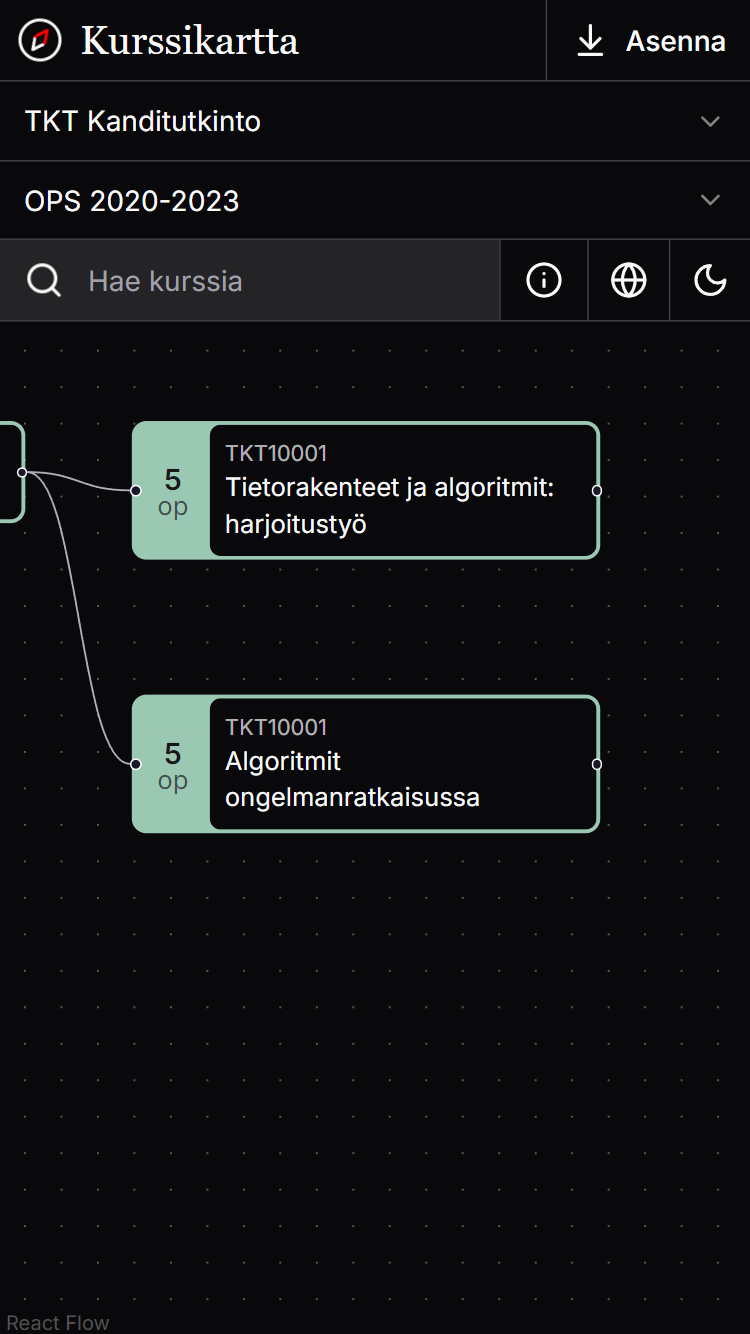 Kurssikartta
Asenna
TKT Kanditutkinto
OPS 2020-2023
Hae kurssia
5
op
TKT10001
Tietorakenteet ja algoritmit:
harjoitustyö
5
op
TKT10001
Algoritmit
ongelmanratkaisussa
React Flow